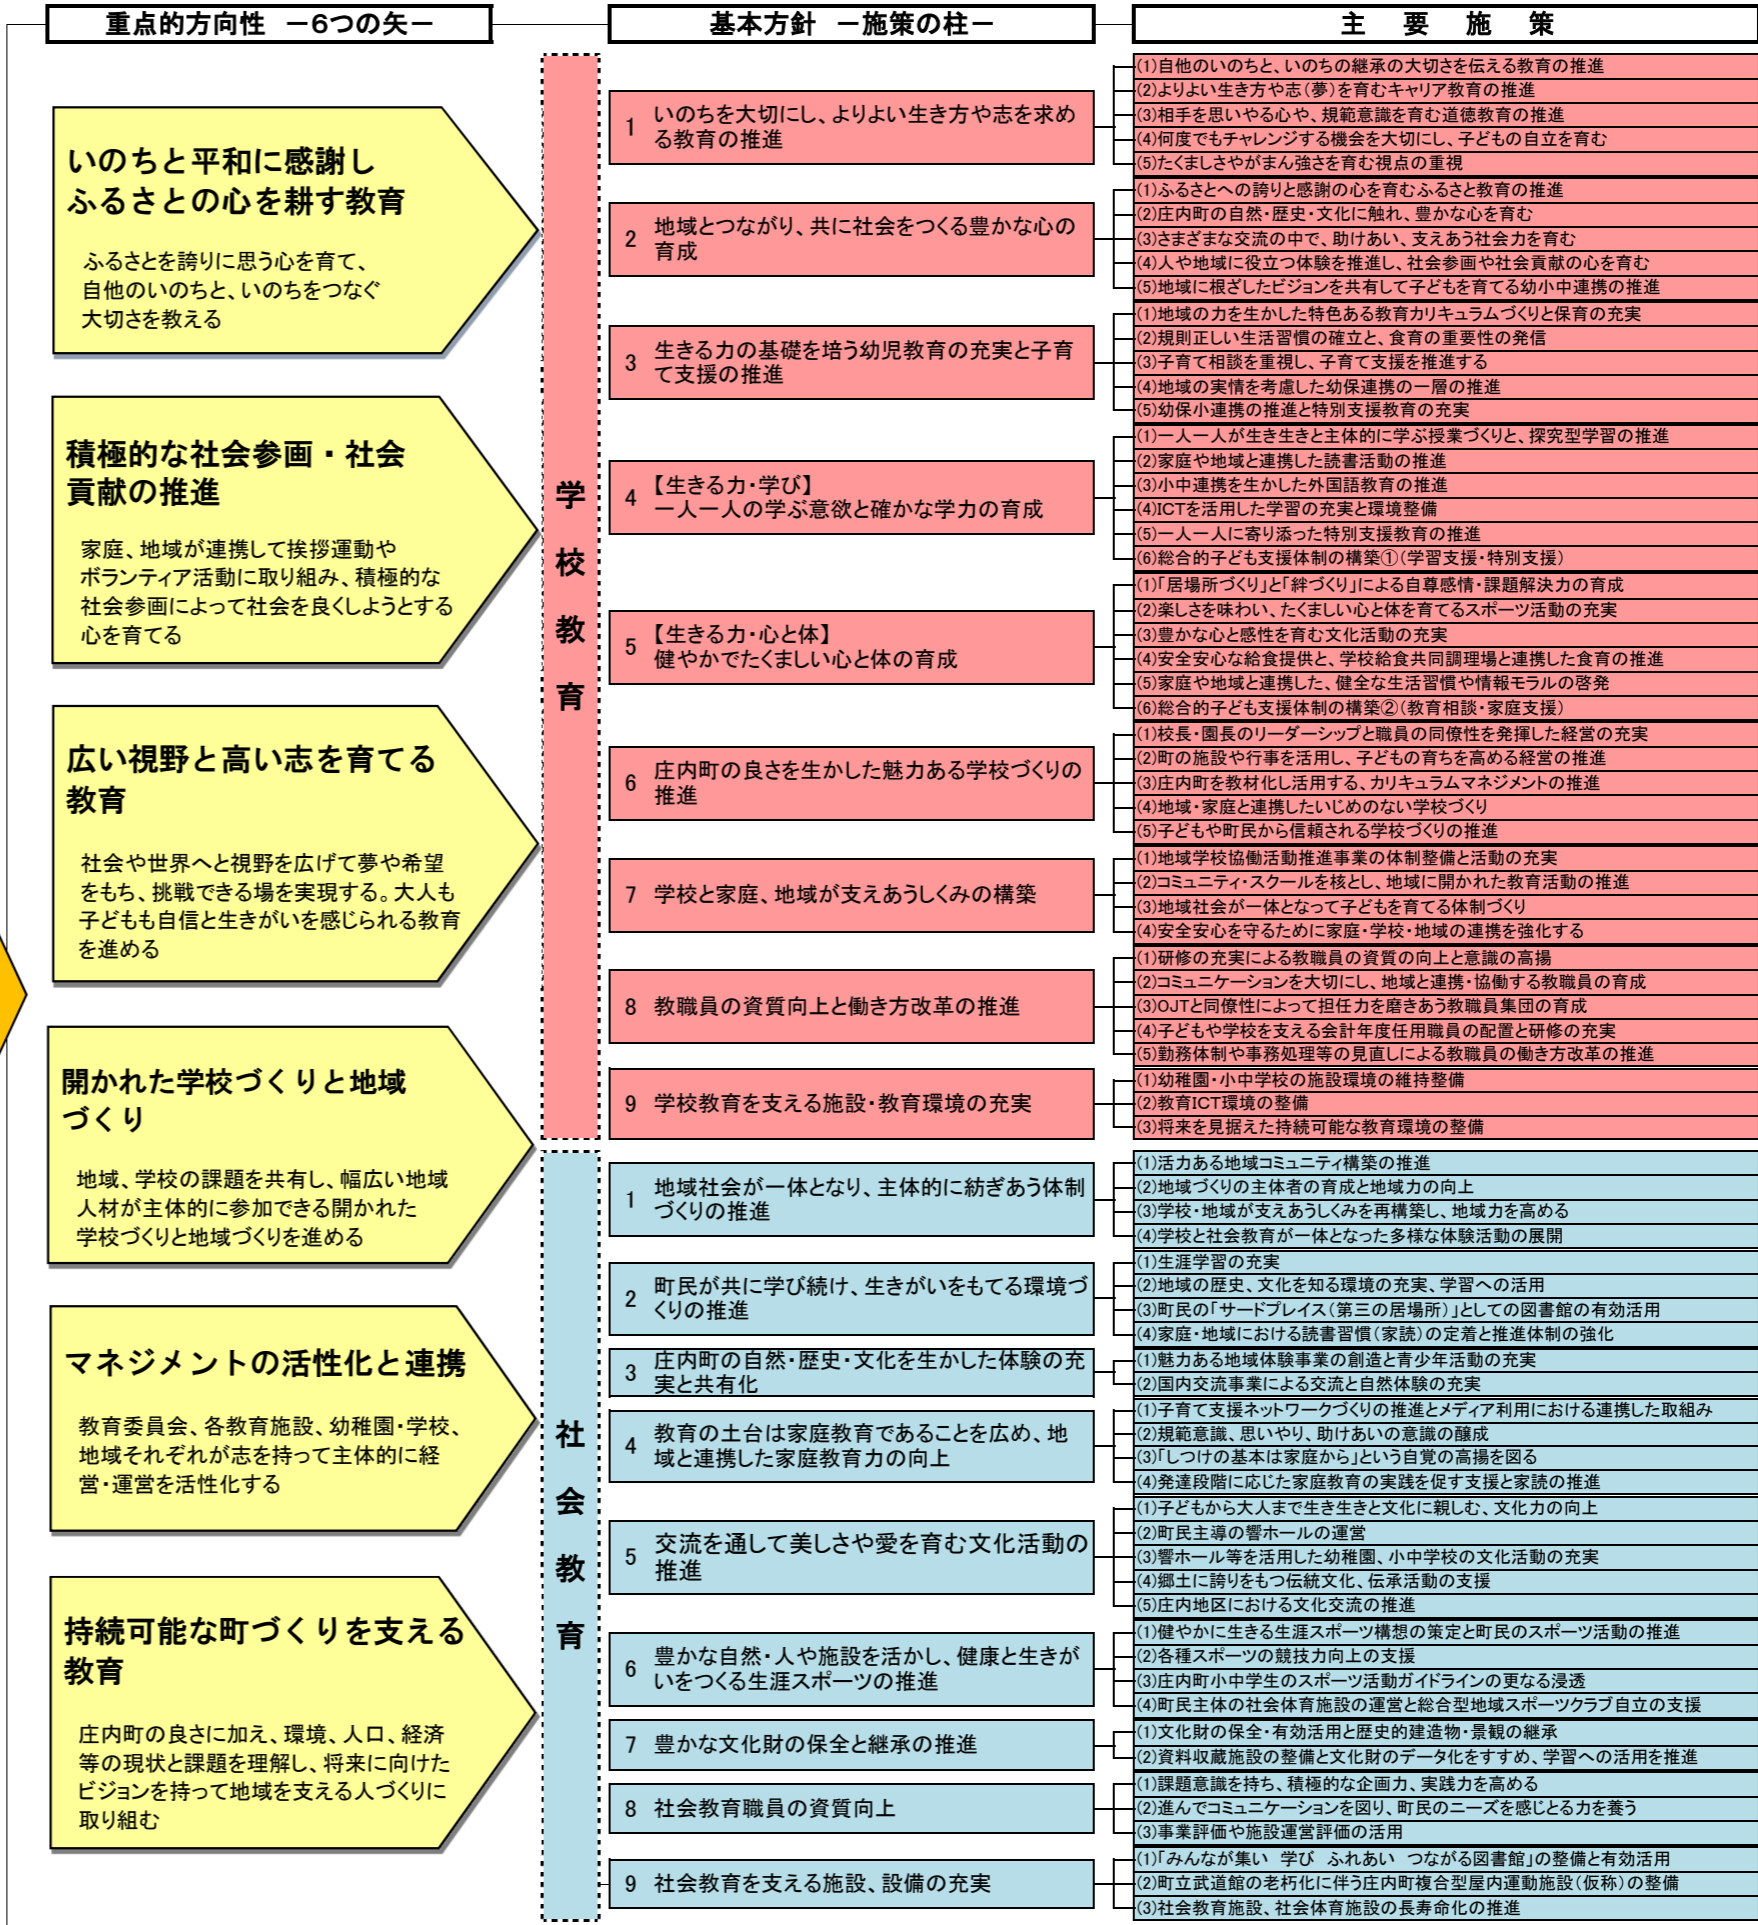 重点的方向性 －6つの矢－
基本方針 －施策の柱－
主 要 施 策
いのちと平和に感謝し
ふるさとの心を耕す教育
ふるさとを誇りに思う心を育て、
自他のいのちと、いのちをつなぐ
大切さを教える
積極的な社会参画・社会
貢献の推進
家庭、地域が連携して挨拶運動や
ボランティア活動に取り組み、積極的な
社会参画によって社会を良くしようとする
心を育てる
広い視野と高い志を育てる
教育
社会や世界へと視野を広げて夢や希望
をもち、挑戦できる場を実現する。大人も
子どもも自信と生きがいを感じられる教育
を進める
開かれた学校づくりと地域
づくり
地域、学校の課題を共有し、幅広い地域
人材が主体的に参加できる開かれた
学校づくりと地域づくりを進める
マネジメントの活性化と連携
教育委員会、各教育施設、幼稚園・学校、
地域それぞれが志を持って主体的に経
営・運営を活性化する
持続可能な町づくりを支える
教育
庄内町の良さに加え、環境、人口、経済
等の現状と課題を理解し、将来に向けた
ビジョンを持って地域を支える人づくりに
取り組む
学校教育
1 いのちを大切にし、よりよい生き方や志を求め
る教育の推進
(1)自他のいのちと、いのちの継承の大切さを伝える教育の推進
(2)よりよい生き方や志(夢)を育むキャリア教育の推進
(3)相手を思いやる心や、規範意識を育む道徳教育の推進
(4)何度でもチャレンジする機会を大切にし、子どもの自立を育む
(5)たくましさやがまん強さを育む視点の重視
2 地域とつながり、共に社会をつくる豊かな心の
育成
(1)ふるさとへの誇りと感謝の心を育むふるさと教育の推進
(2)庄内町の自然・歴史・文化に触れ、豊かな心を育む
(3)さまざまな交流の中で、助けあい、支えあう社会力を育む
(4)人や地域に役立つ体験を推進し、社会参画や社会貢献の心を育む
(5)地域に根ざしたビジョンを共有して子どもを育てる幼小中連携の推進
3 生きる力の基礎を培う幼児教育の充実と子育
て支援の推進
(1)地域の力を生かした特色ある教育カリキュラムづくりと保育の充実
(2)規則正しい生活習慣の確立と、食育の重要性の発信
(3)子育て相談を重視し、子育て支援を推進する
(4)地域の実情を考慮した幼保連携の一層の推進
(5)幼保小連携の推進と特別支援教育の充実
4 【生きる力・学び】
一人一人の学ぶ意欲と確かな学力の育成
(1)一人一人が生き生きと主体的に学ぶ授業づくりと、探究型学習の推進
(2)家庭や地域と連携した読書活動の推進
(3)小中連携を生かした外国語教育の推進
(4)ICTを活用した学習の充実と環境整備
(5)一人一人に寄り添った特別支援教育の推進
(6)総合的子ども支援体制の構築①(学習支援・特別支援)
5 【生きる力・心と体】
健やかでたくましい心と体の育成
(1)「居場所づくり」と「絆づくり」による自尊感情・課題解決力の育成
(2)楽しさを味わい、たくましい心と体を育てるスポーツ活動の充実
(3)豊かな心と感性を育む文化活動の充実
(4)安全安心な給食提供と、学校給食共同調理場と連携した食育の推進
(5)家庭や地域と連携した、健全な生活習慣や情報モラルの啓発
(6)総合的子ども支援体制の構築②(教育相談・家庭支援)
6 庄内町の良さを生かした魅力ある学校づくりの
推進
(1)校長・園長のリーダーシップと職員の同僚性を発揮した経営の充実
(2)町の施設や行事を活用し、子どもの育ちを高める経営の推進
(3)庄内町を教材化し活用する、カリキュラムマネジメントの推進
(4)地域・家庭と連携したいじめのない学校づくり
(5)子どもや町民から信頼される学校づくりの推進
7 学校と家庭、地域が支えあうしくみの構築
(1)地域学校協働活動推進事業の体制整備と活動の充実
(2)コミュニティ・スクールを核とし、地域に開かれた教育活動の推進
(3)地域社会が一体となって子どもを育てる体制づくり
(4)安全安心を守るために家庭・学校・地域の連携を強化する
8 教職員の資質向上と働き方改革の推進
(1)研修の充実による教職員の資質の向上と意識の高揚
(2)コミュニケーションを大切にし、地域と連携・協働する教職員の育成
(3)OJTと同僚性によって担任力を磨きあう教職員集団の育成
(4)子どもや学校を支える会計年度任用職員の配置と研修の充実
(5)勤務体制や事務処理等の見直しによる教職員の働き方改革の推進
9 学校教育を支える施設・教育環境の充実
(1)幼稚園・小中学校の施設環境の維持整備
(2)教育ICT環境の整備
(3)将来を見据えた持続可能な教育環境の整備
社会教育
1 地域社会が一体となり、主体的に紡ぎあう体制
づくりの推進
(1)活力ある地域コミュニティ構築の推進
(2)地域づくりの主体者の育成と地域力の向上
(3)学校・地域が支えあうしくみを再構築し、地域力を高める
(4)学校と社会教育が一体となった多様な体験活動の展開
2 町民が共に学び続け、生きがいをもてる環境づ
くりの推進
(1)生涯学習の充実
(2)地域の歴史、文化を知る環境の充実、学習への活用
(3)町民の「サードプレイス(第三の居場所)」としての図書館の有効活用
(4)家庭・地域における読書習慣(家読)の定着と推進体制の強化
3 庄内町の自然・歴史・文化を生かした体験の充
実と共有化
(1)魅力ある地域体験事業の創造と青少年活動の充実
(2)国内交流事業による交流と自然体験の充実
4 教育の土台は家庭教育であることを広め、地
域と連携した家庭教育力の向上
(1)子育て支援ネットワークづくりの推進とメディア利用における連携した取組み
(2)規範意識、思いやり、助けあいの意識の醸成
(3)「しつけの基本は家庭から」という自覚の高揚を図る
(4)発達段階に応じた家庭教育の実践を促す支援と家読の推進
5 交流を通して美しさや愛を育む文化活動の
推進
(1)子どもから大人まで生き生きと文化に親しむ、文化力の向上
(2)町民主導の響ホールの運営
(3)響ホール等を活用した幼稚園、小中学校の文化活動の充実
(4)郷土に誇りをもつ伝統文化、伝承活動の支援
(5)庄内地区における文化交流の推進
6 豊かな自然・人や施設を活かし、健康と生きが
いをつくる生涯スポーツの推進
(1)健やかに生きる生涯スポーツ構想の策定と町民のスポーツ活動の推進
(2)各種スポーツの競技力向上の支援
(3)庄内町小中学生のスポーツ活動ガイドラインの更なる浸透
(4)町民主体の社会体育施設の運営と総合型地域スポーツクラブ自立の支援
7 豊かな文化財の保全と継承の推進
(1)文化財の保全・有効活用と歴史的建造物・景観の継承
(2)資料収蔵施設の整備と文化財のデータ化をすすめ、学習への活用を推進
8 社会教育職員の資質向上
(1)課題意識を持ち、積極的な企画力、実践力を高める
(2)進んでコミュニケーションを図り、町民のニーズを感じとる力を養う
(3)事業評価や施設運営評価の活用
9 社会教育を支える施設、設備の充実
(1)「みんなが集い 学び ふれあい つながる図書館」の整備と有効活用
(2)町立武道館の老朽化に伴う庄内町複合型屋内運動施設(仮称)の整備
(3)社会教育施設、社会体育施設の長寿命化の推進